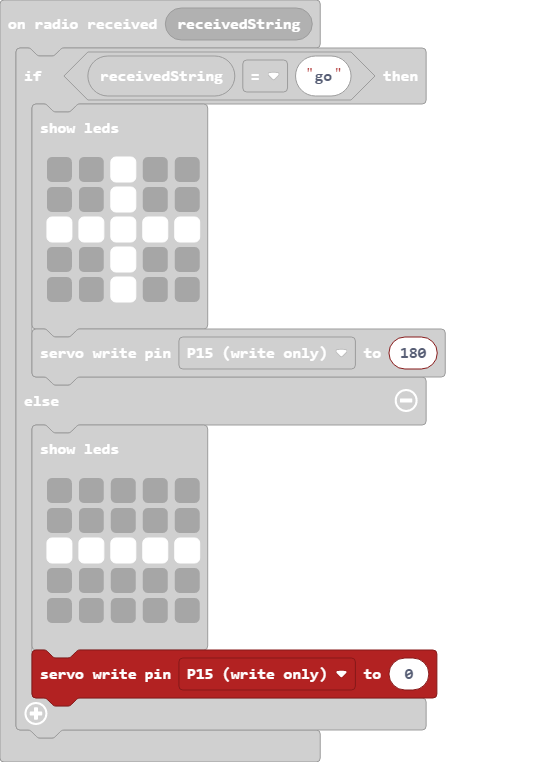 on radio received receivedString
if receivedString = "go" then
show leds
servo write pin P15 (write only) to 180
else
show leds
servo write pin P15 (write only) to 0